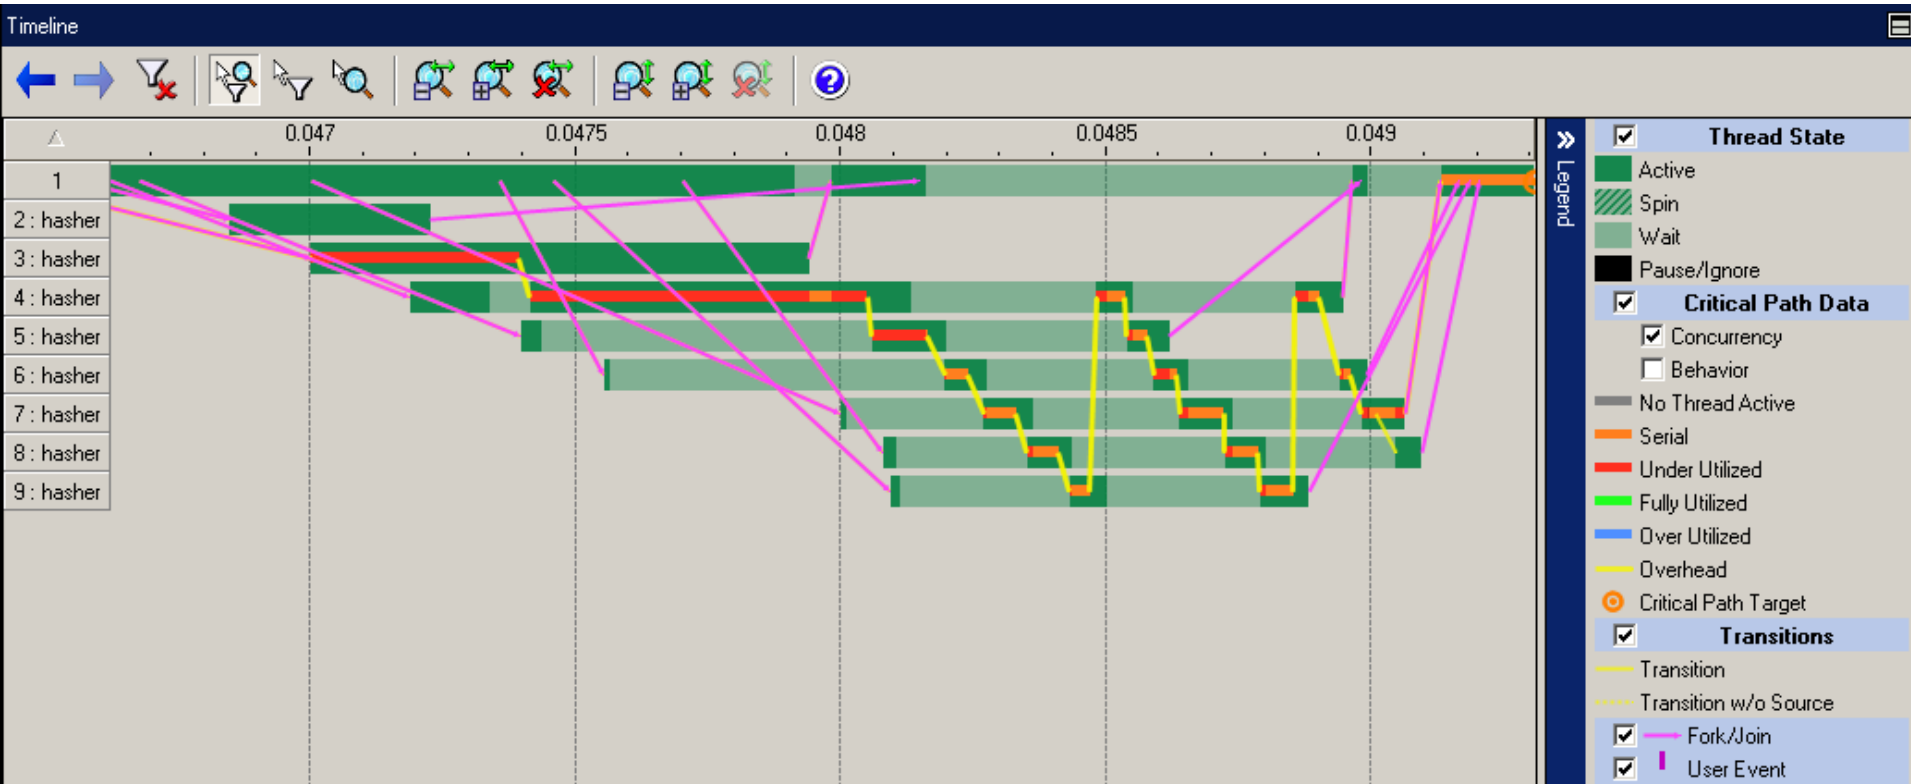 Timeline
0.047 0.0475 0.048 0.0485 0.049
1
2 : hasher
3 : hasher
4 : hasher
5 : hasher
6 : hasher
7 : hasher
8 : hasher
9 : hasher
Legend
Thread State
Active
Spin
Wait
Pause/Ignore
Critical Path Data
Concurrency
Behavior
No Thread Active
Serial
Under Utilized
Fully Utilized
Over Utilized
Overhead
Critical Path Target
Transitions
Transition
Transition w/o Source
Fork/Join
User Event